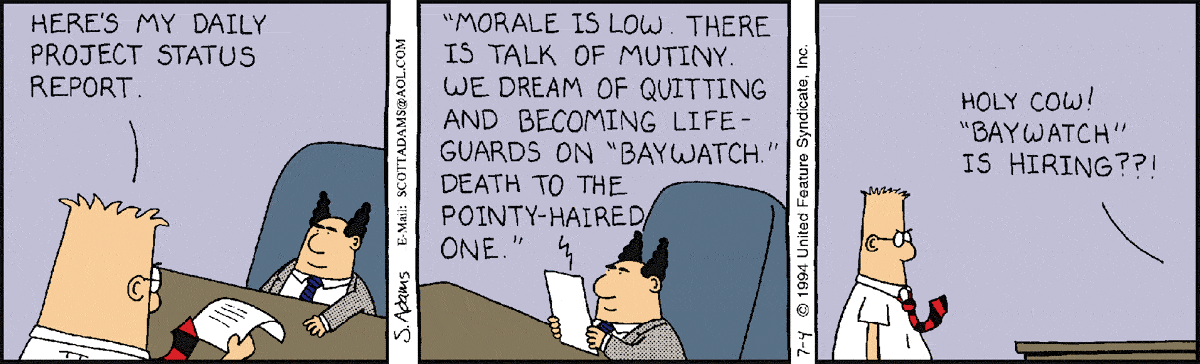 HERE'S MY DAILY
PROJECT STATUS
REPORT.
S. Adams E-Mail: SCOTTADAMS@AOL.COM
"MORALE IS LOW. THERE
IS TALK OF MUTINY.
WE DREAM OF QUITTING
AND BECOMING LIFE-
GUARDS ON "BAYWATCH."
DEATH TO THE
POINTY-HAIRED
ONE."
7-4 © 1994 United Feature Syndicate, Inc.
HOLY COW!
"BAYWATCH"
IS HIRING??!